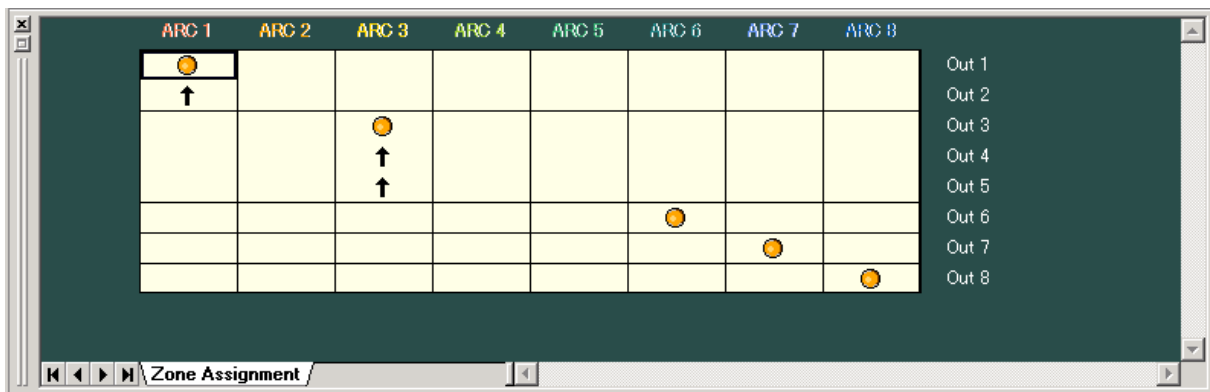 ARC 1 ARC 2 ARC 3 ARC 4 ARC 5 ARC 6 ARC 7 ARC 8
Out 1
Out 2
Out 3
Out 4
Out 5
Out 6
Out 7
Out 8
Zone Assignment